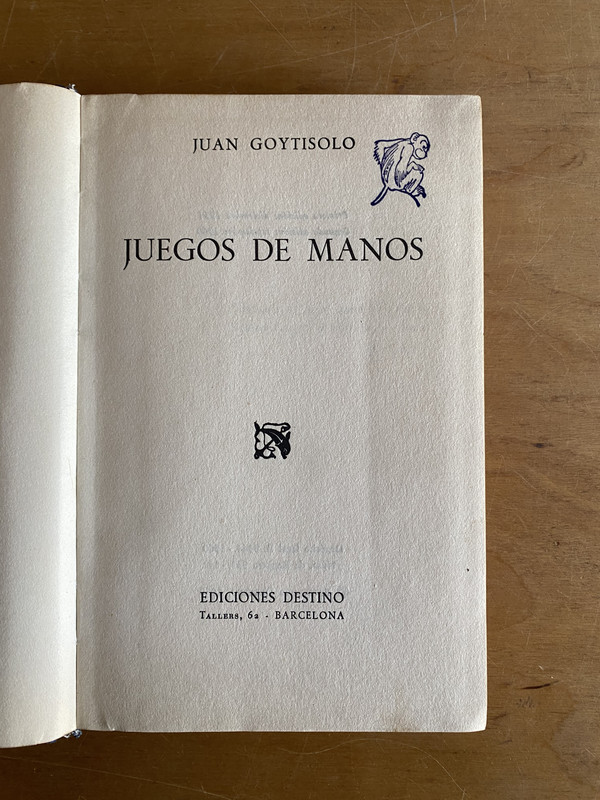 JUAN GOYTISOLO
JUEGOS DE MANOS
EDICIONES DESTINO
TALLERS, 62 - BARCELONA